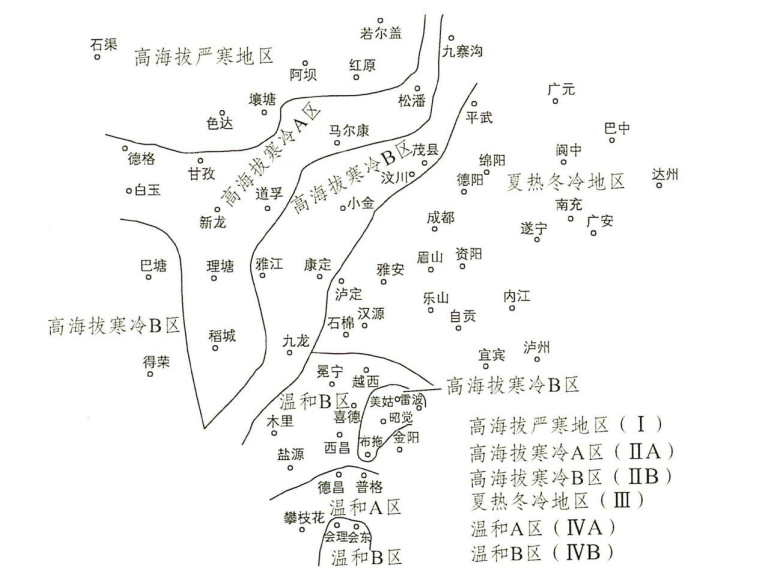 若尔盖
石渠
九寨沟
高海拔严寒地区
阿坝
红原
壤塘
松潘
广元
色达
平武
马尔康
巴中
高海拔寒冷A区
德格
甘孜
高海拔寒冷B区
茂县
绵阳
阆中
白玉
道孚
汶川
德阳
夏热冬冷地区
达州
新龙
小金
成都
南充
遂宁
广安
巴塘
理塘
雅江
康定
雅安
眉山
资阳
泸定
乐山
内江
高海拔寒冷B区
稻城
石棉
汉源
自贡
得荣
九龙
宜宾
泸州
冕宁
越西
高海拔寒冷B区
温和B区
美姑
雷波
喜德
昭觉
木里
西昌
布拖
金阳
盐源
德昌
普格
温和A区
攀枝花
会理
会东
温和B区
高海拔严寒地区(Ⅰ)
高海拔寒冷A区(ⅡA)
高海拔寒冷B区(ⅡB)
夏热冬冷地区(Ⅲ)
温和A区(ⅣA)
温和B区(ⅣB)